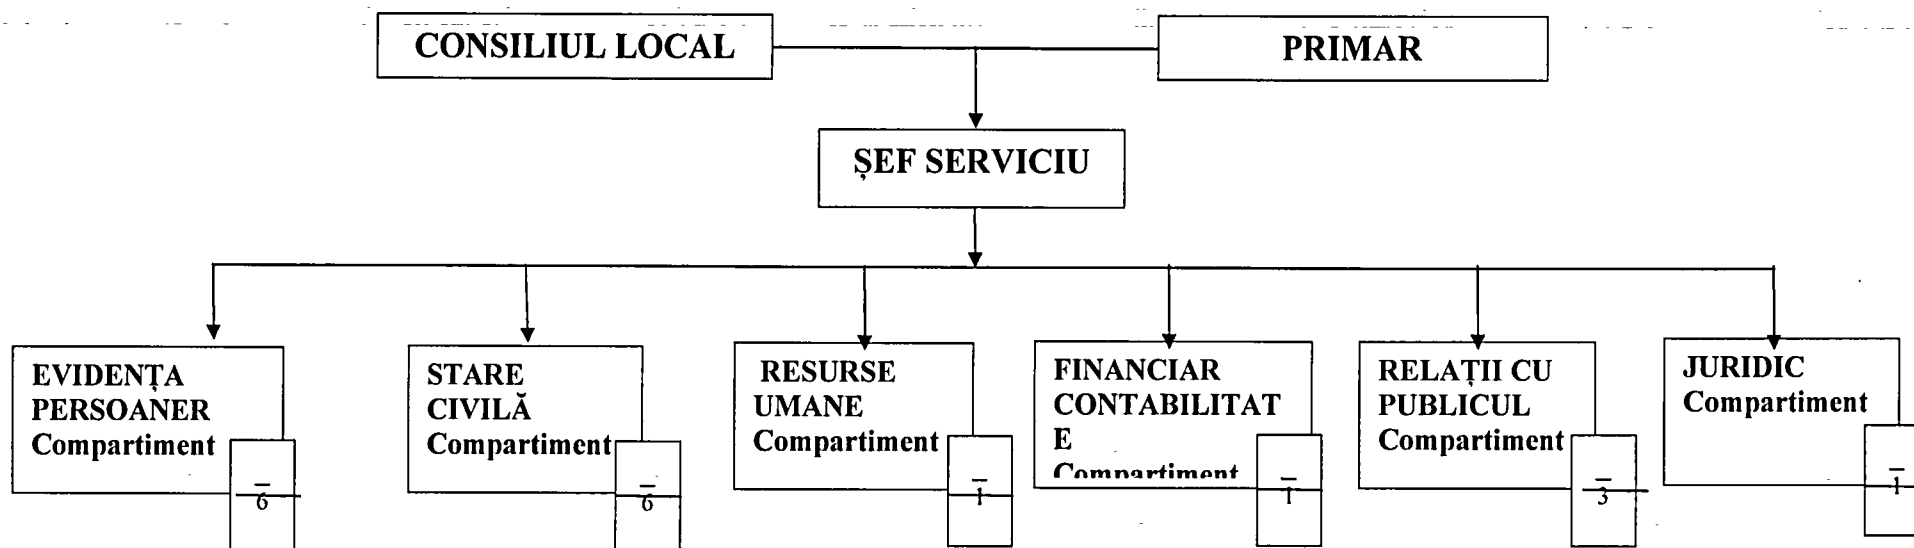 CONSILIUL LOCAL
PRIMAR
ȘEF SERVICIU
EVIDENȚA
PERSOANER
Compartiment
6
STARE
CIVILĂ
Compartiment
6
RESURSE
UMANE
Compartiment
1
FINANCIAR
CONTABILITAT
E
Compartiment
1
RELAȚII CU
PUBLICUL
Compartiment
3
JURIDIC
Compartiment
1